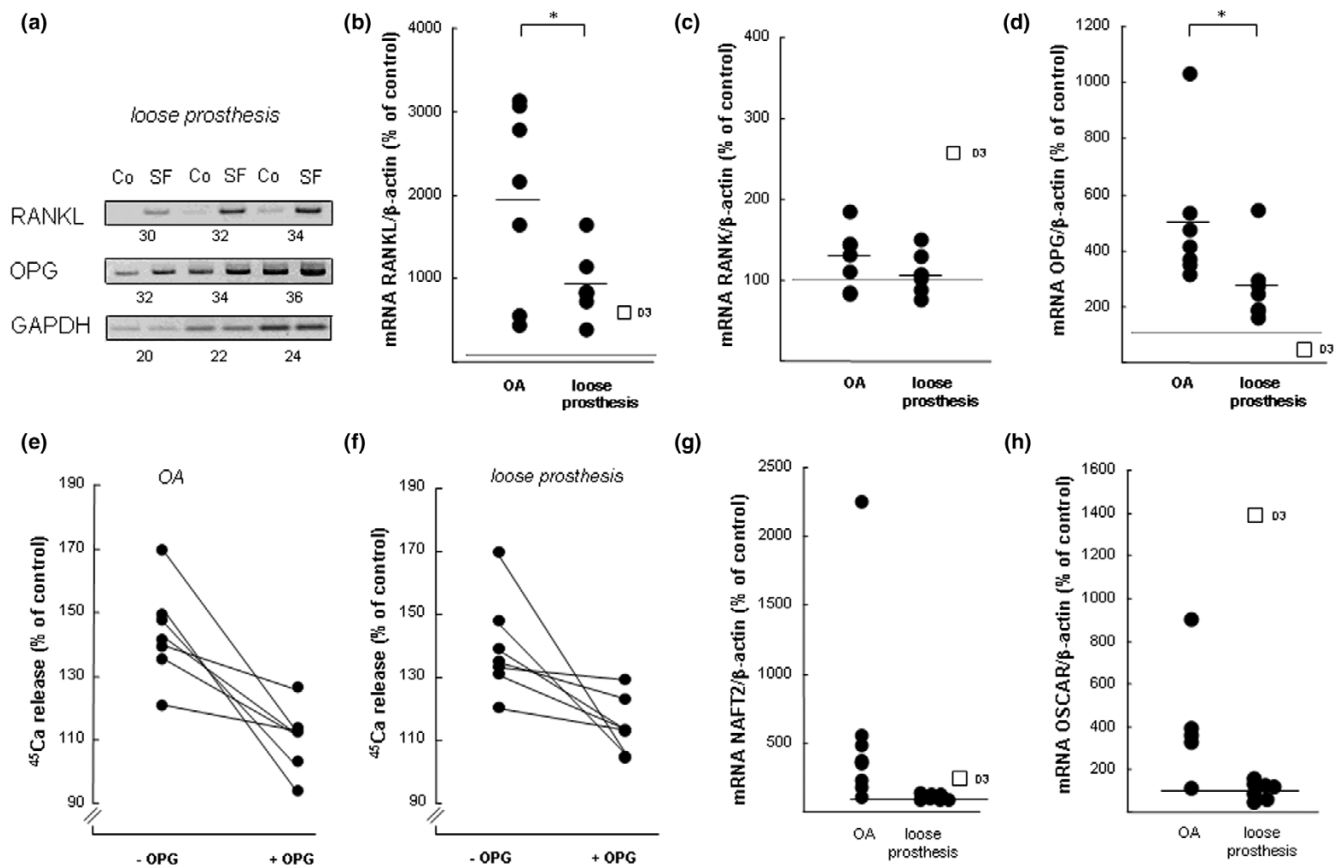 (a)
loose prosthesis
Co SF Co SF Co SF
RANKL
30 32 34
OPG
32 34 36
GAPDH
20 22 24
(b)
mRNA RANKL/β-actin (% of control)
4000
3000
2000
1000
*
D3
OA
loose
prosthesis
(c)
mRNA RANK/β-actin (% of control)
400
300
200
100
D3
OA
loose
prosthesis
(d)
mRNA OPG/β-actin (% of control)
1200
1000
800
600
400
200
*
D3
OA
loose
prosthesis
(e)
OA
45Ca release (% of control)
190
170
150
130
110
90
- OPG + OPG
(f)
loose prosthesis
45Ca release (% of control)
190
170
150
130
110
90
- OPG + OPG
(g)
mRNA NAFT2/β-actin (% of control)
2500
2000
1500
1000
500
D3
OA
loose
prosthesis
(h)
mRNA OSCAR/β-actin (% of control)
1600
1400
1200
1000
800
600
400
200
D3
OA
loose
prosthesis